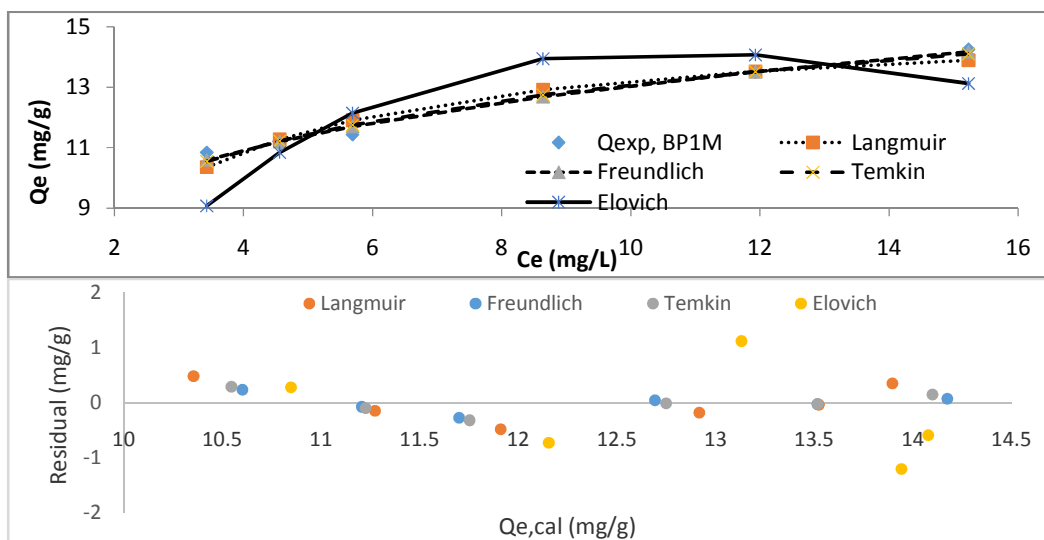 15
13
11
9
Qe (mg/g)
Qexp, BP1M Langmuir
Freundlich Temkin
Elovich
2 4 6 8 10 12 14 16
Ce (mg/L)
Langmuir Freundlich Temkin Elovich
2
1
0
-1
-2
Residual (mg/g)
10 10.5 11 11.5 12 12.5 13 13.5 14 14.5
Qe,cal (mg/g)